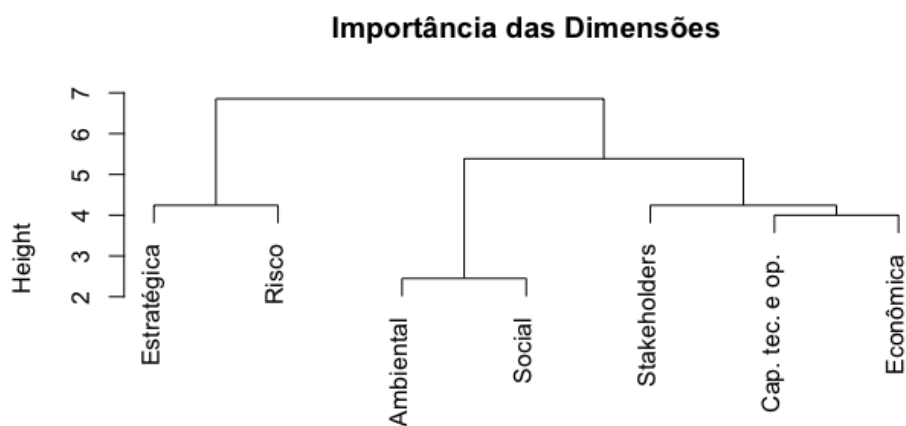 Importância das Dimensões
Height
7
6
5
4
3
2
Estratégica
Risco
Ambiental
Social
Stakeholders
Cap. tec. e op.
Econômica